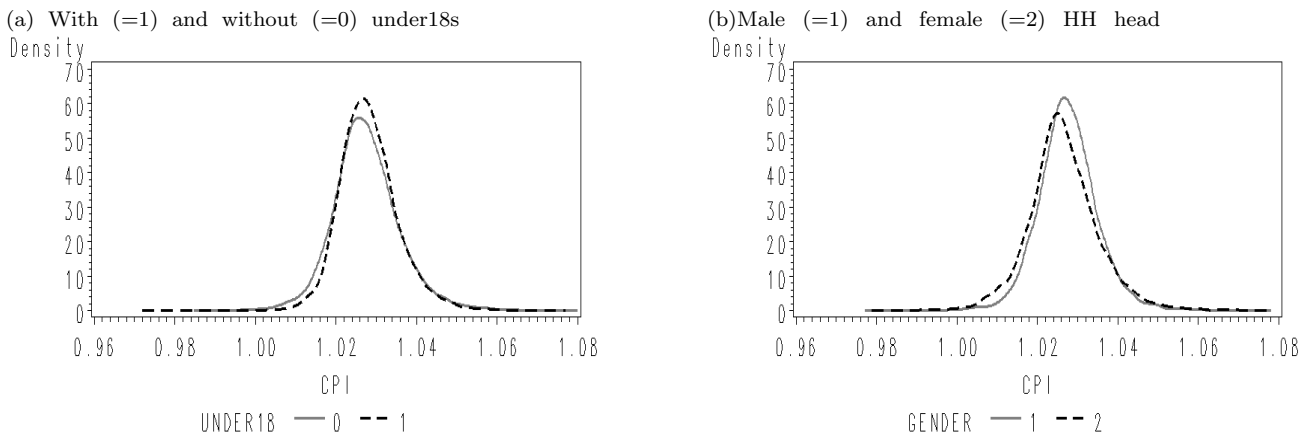 (a) With (=1) and without (=0) under18s
Density
70
60
50
40
30
20
10
0
0.96 0.98 1.00 1.02 1.04 1.06 1.08
CPI
UNDER18 0 1
(b)Male (=1) and female (=2) HH head
Density
70
60
50
40
30
20
10
0
0.96 0.98 1.00 1.02 1.04 1.06 1.08
CPI
GENDER 1 2